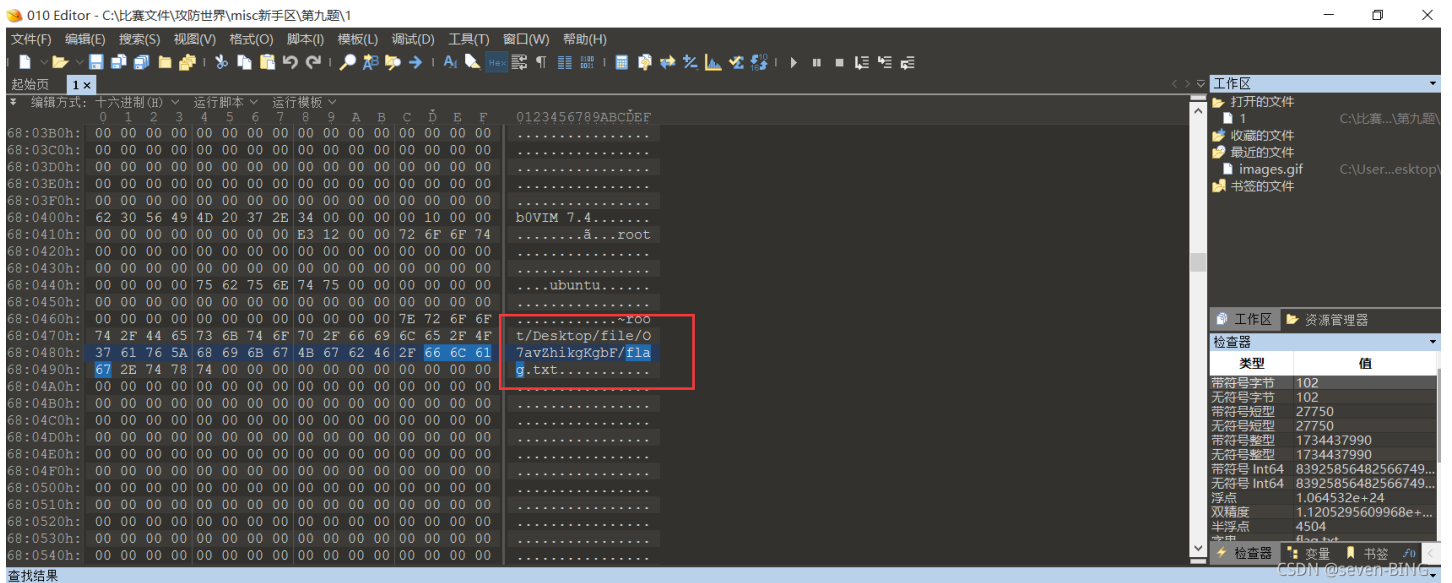 010 Editor - C:\比赛文件\攻防世界\misc新手区\第九题\1
文件(F) 编辑(E) 搜索(S) 视图(V) 格式(O) 脚本(I) 模板(L) 调试(D) 工具(T) 窗口(W) 帮助(H)
起始页 1 × 工作区
编辑方式: 十六进制(H) 运行脚本 运行模板 打开的文件
0 1 2 3 4 5 6 7 8 9 A B C D E F 0123456789ABCDEF 1 C:\比赛...\第九题\
68:03B0h: 00 00 00 00 00 00 00 00 00 00 00 00 00 00 00 00 ................ 收藏的文件
68:03C0h: 00 00 00 00 00 00 00 00 00 00 00 00 00 00 00 00 ................ 最近的文件
68:03D0h: 00 00 00 00 00 00 00 00 00 00 00 00 00 00 00 00 ................ images.gif C:\User...esktop\
68:03E0h: 00 00 00 00 00 00 00 00 00 00 00 00 00 00 00 00 ................ 书签的文件
68:03F0h: 00 00 00 00 00 00 00 00 00 00 00 00 00 00 00 00 ................
68:0400h: 62 30 56 49 4D 20 37 2E 34 00 00 00 00 10 00 00 b0VIM 7.4.......
68:0410h: 00 00 00 00 00 00 00 00 E3 12 00 00 72 6F 6F 74 ........ã...root
68:0420h: 00 00 00 00 00 00 00 00 00 00 00 00 00 00 00 00 ................
68:0430h: 00 00 00 00 00 00 00 00 00 00 00 00 00 00 00 00 ................
68:0440h: 00 00 00 00 75 62 75 6E 74 75 00 00 00 00 00 00 ....ubuntu......
68:0450h: 00 00 00 00 00 00 00 00 00 00 00 00 00 00 00 00 ................
68:0460h: 00 00 00 00 00 00 00 00 00 00 00 00 7E 72 6F 6F ............~roo
68:0470h: 74 2F 44 65 73 6B 74 6F 70 2F 66 69 6C 65 2F 4F t/Desktop/file/O 工作区 资源管理器
68:0480h: 37 61 76 5A 68 69 6B 67 4B 67 62 46 2F 66 6C 61 7avZhikgKgbF/fla 检查器
68:0490h: 67 2E 74 78 74 00 00 00 00 00 00 00 00 00 00 00 g.txt........... 类型 值
68:04A0h: 00 00 00 00 00 00 00 00 00 00 00 00 00 00 00 00 ................ 带符号字节 102
68:04B0h: 00 00 00 00 00 00 00 00 00 00 00 00 00 00 00 00 ................ 无符号字节 102
68:04C0h: 00 00 00 00 00 00 00 00 00 00 00 00 00 00 00 00 ................ 带符号短型 27750
无符号短型 27750
68:04D0h: 00 00 00 00 00 00 00 00 00 00 00 00 00 00 00 00 ................ 带符号整型 1734437990
68:04E0h: 00 00 00 00 00 00 00 00 00 00 00 00 00 00 00 00 ................ 无符号整型 1734437990
68:04F0h: 00 00 00 00 00 00 00 00 00 00 00 00 00 00 00 00 ................ 带符号 Int64 83925856482566749...
68:0500h: 00 00 00 00 00 00 00 00 00 00 00 00 00 00 00 00 ................ 无符号 Int64 83925856482566749...
68:0510h: 00 00 00 00 00 00 00 00 00 00 00 00 00 00 00 00 ................ 浮点 1.064532e+24
68:0520h: 00 00 00 00 00 00 00 00 00 00 00 00 00 00 00 00 ................ 双精度 1.1205295609968e+...
68:0530h: 00 00 00 00 00 00 00 00 00 00 00 00 00 00 00 00 ................ 半浮点 4504
68:0540h: 00 00 00 00 00 00 00 00 00 00 00 00 00 00 00 00 ................ 检查器 变量 书签 f0
查找结果 CSDN @seven-BING